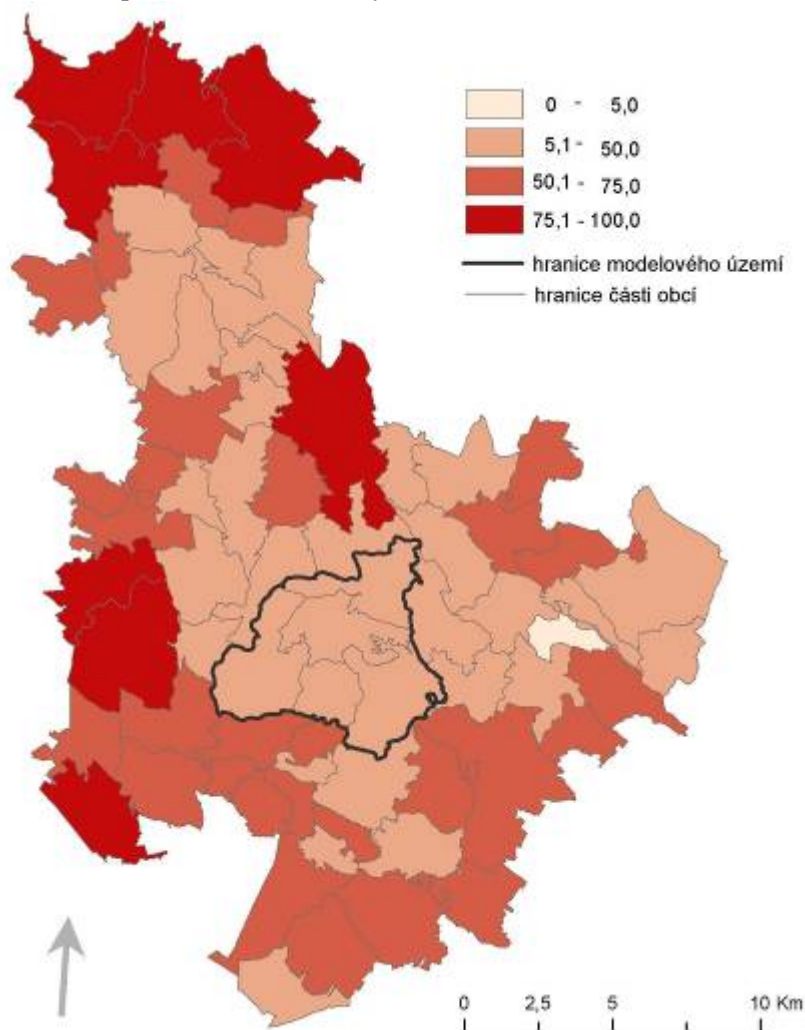 0 - 5,0
5,1 - 50,0
50,1 - 75,0
75,1 - 100,0
hranice modelového území
hranice části obcí
0 2,5 5 10 Km